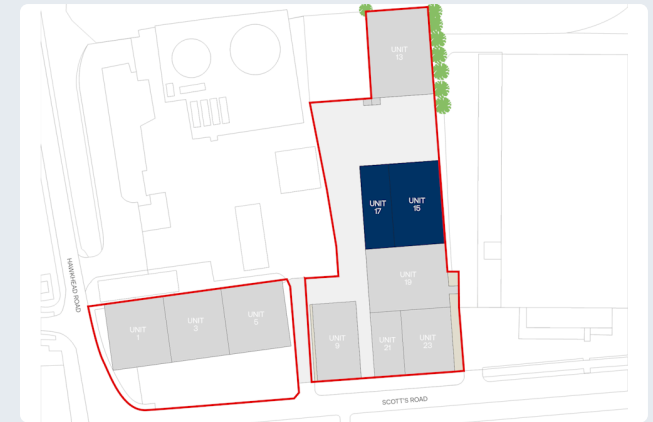 UNIT
13
UNIT
17
UNIT
15
UNIT
19
HAWKHEAD ROAD
UNIT
1
UNIT
3
UNIT
5
UNIT
9
UNIT
21
UNIT
23
SCOTT'S ROAD